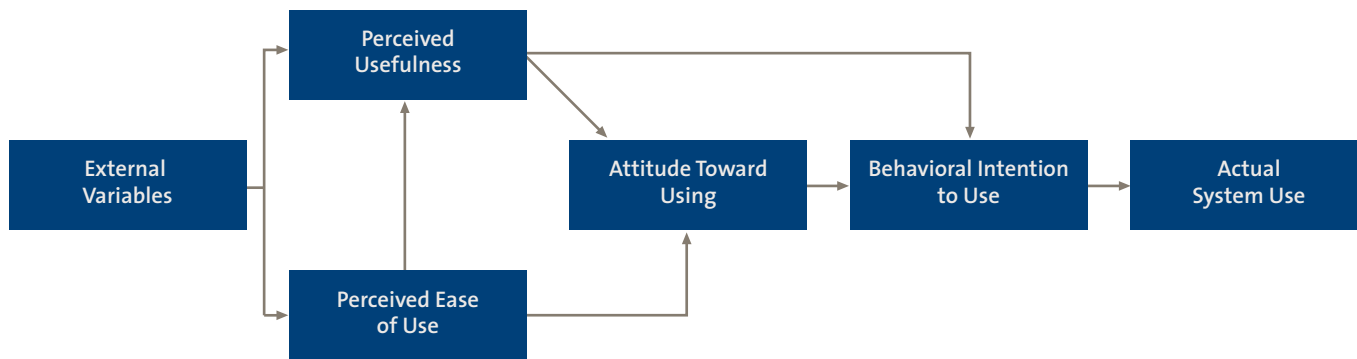 Perceived
Usefulness
External
Variables
Attitude Toward
Using
Behavioral Intention
to Use
Actual
System Use
Perceived Ease
of Use